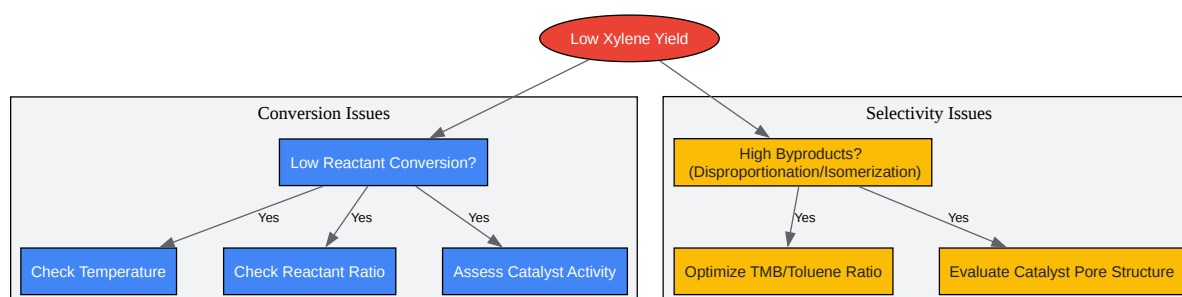 Low Xylene Yield
Conversion Issues
Selectivity Issues
Low Reactant Conversion?
High Byproducts?
(Disproportionation/Isomerization)
Yes
Yes
Yes
Yes
Yes
Check Temperature
Check Reactant Ratio
Assess Catalyst Activity
Optimize TMB/Toluene Ratio
Evaluate Catalyst Pore Structure